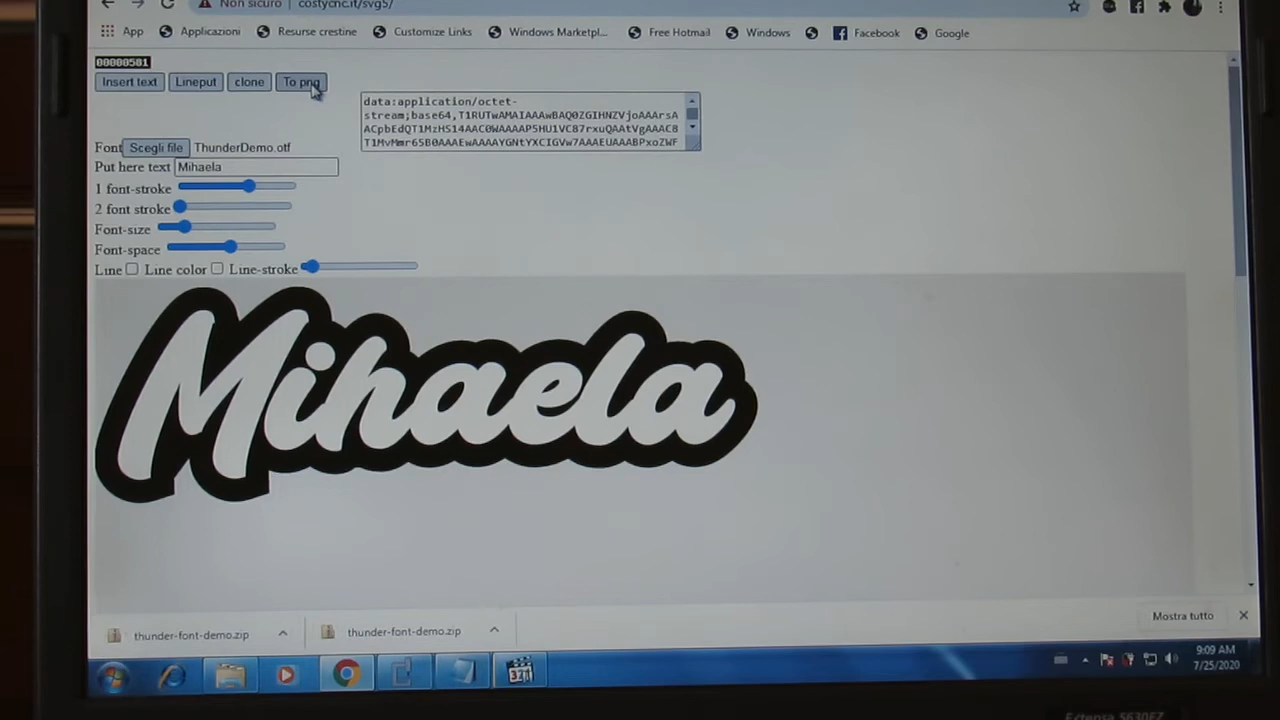 Non sicuro | costycnc.it/svg5/
App Applicazioni Resurse crestine Customize Links Windows Marketpl... Free Hotmail Windows Facebook Google
00000501
Insert text Lineput clone To png
data:application/octet-
stream;base64,T1RUTwAMAIAAAwBAQ0ZGIHNZVjoAAArsA
Font Scegli file ThunderDemo.otf
Put here text Mihaela
1 font-stroke
2 font stroke
Font-size
Font-space
Line Line color Line-stroke
Mihaela
Mostra tutto
thunder-font-demo.zip thunder-font-demo.zip
9:09 AM
7/25/2020
321